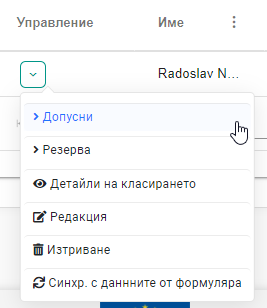 Управление Име
Radoslav N...
Допусни
Резерва
Детайли на класирането
Редакция
Изтриване
Синхр. с даннните от формуляра